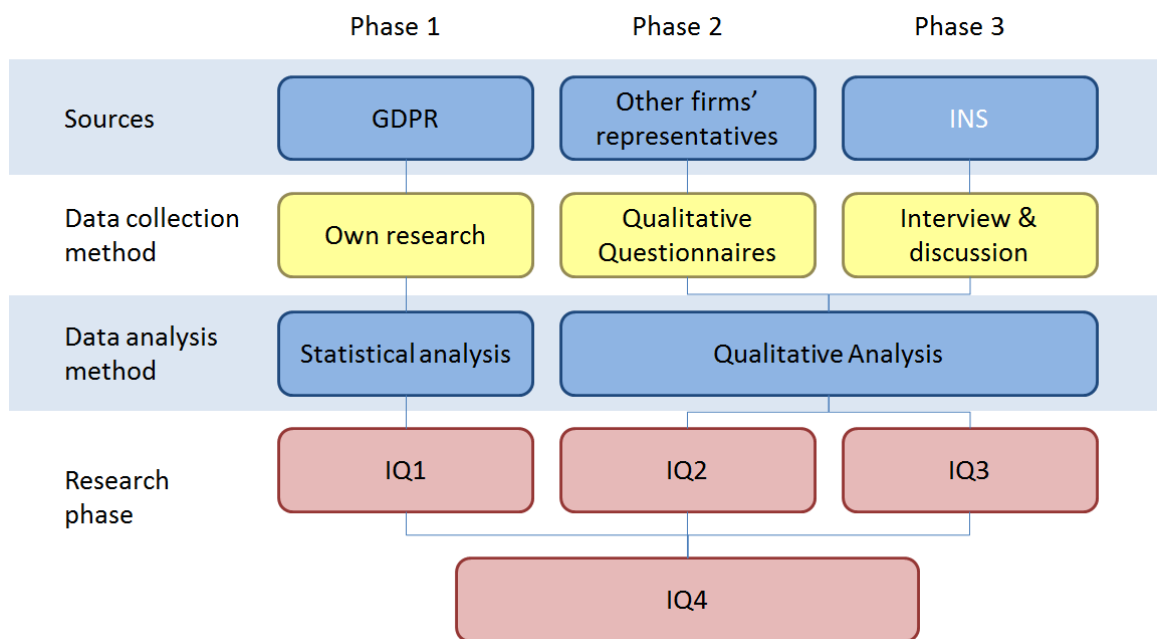 Phase 1
Phase 2
Phase 3
Sources
GDPR
Other firms’
representatives
INS
Data collection
method
Own research
Qualitative
Questionnaires
Interview &
discussion
Data analysis
method
Statistical analysis
Qualitative Analysis
Research
phase
IQ1
IQ2
IQ3
IQ4